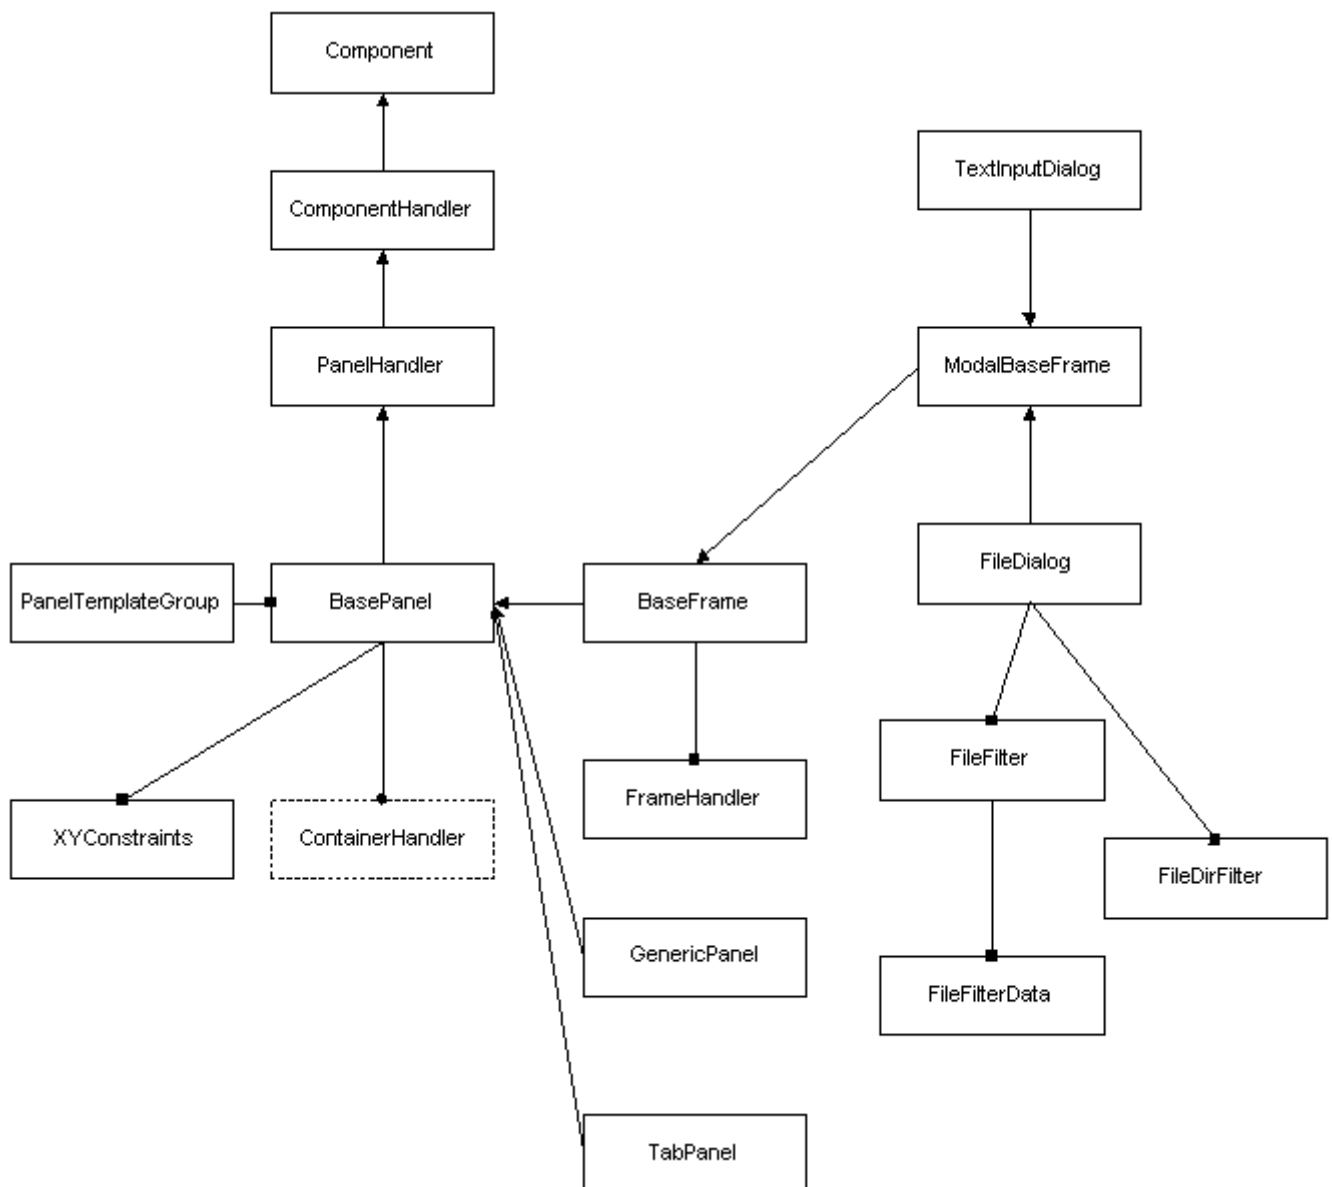 Component
TextInputDialog
ComponentHandler
PanelHandler
ModalBaseFrame
FileDialog
PanelTemplateGroup
BasePanel
BaseFrame
FileFilter
FrameHandler
XYConstraints
ContainerHandler
FileDirFilter
GenericPanel
FileFilterData
TabPanel